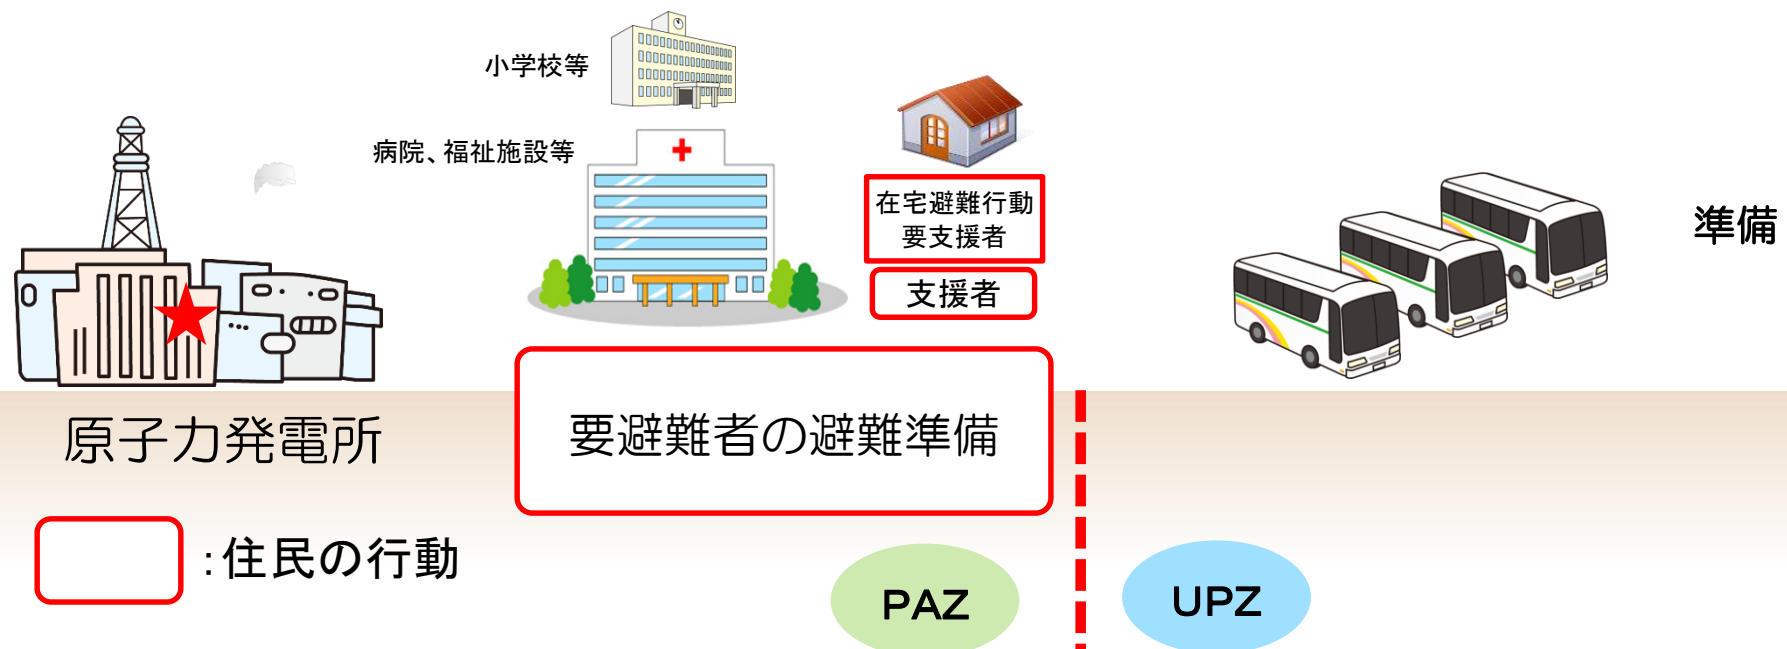 小学校等
病院、福祉施設等
在宅避難行動
要支援者
支援者
準備
原子力発電所
要避難者の避難準備
:住民の行動
PAZ
UPZ